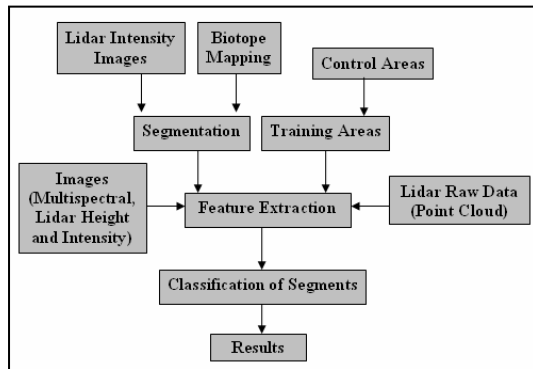 Lidar Intensity
Images
Biotope
Mapping
Control Areas
Segmentation
Training Areas
Images
(Multispectral,
Lidar Height
and Intensity)
Feature Extraction
Lidar Raw Data
(Point Cloud)
Classification of Segments
Results